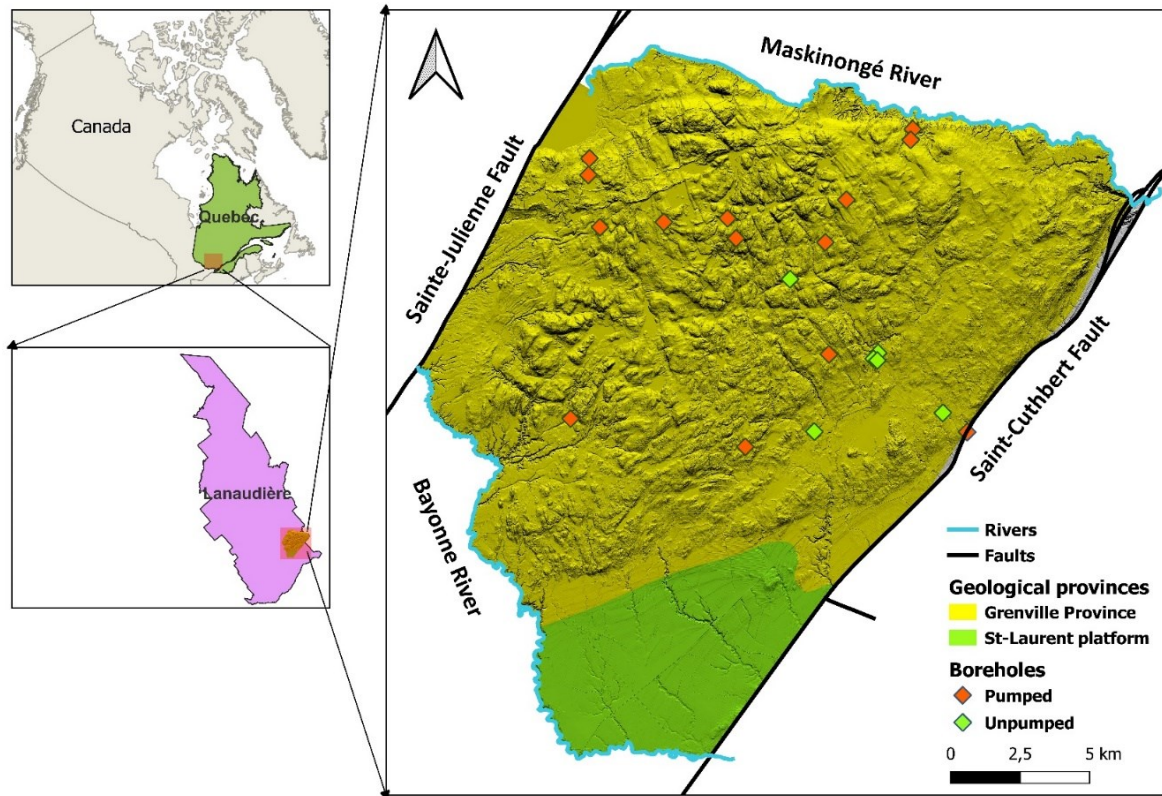 Canada
Quebec
Lanaudière
Maskinongé River
Sainte-Julienne Fault
Saint-Cuthbert Fault
Bayonne River
Rivers
Faults
Geological provinces
Grenville Province
St-Laurent platform
Boreholes
Pumped
Unpumped
0 2,5 5 km